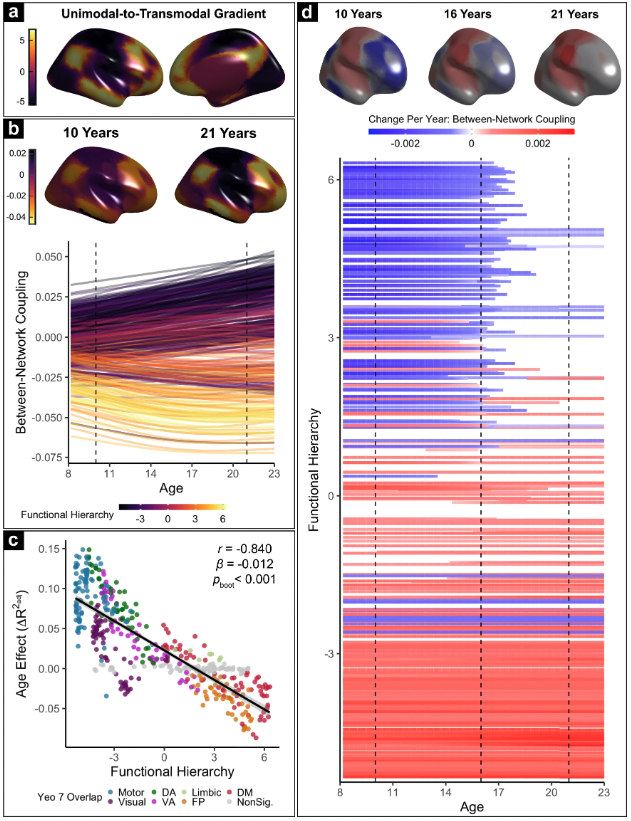 a
Unimodal-to-Transmodal Gradient
5
0
-5
b
10 Years
21 Years
0.02
0
-0.02
-0.04
0.050
0.025
0.000
-0.025
-0.050
-0.075
Between-Network Coupling
8
11
14
17
20
23
Age
Functional Hierarchy
-3
0
3
6
c
r = -0.840
β = -0.012
pboot< 0.001
0.15
0.10
0.05
0.00
-0.05
-3
0
3
6
Functional Hierarchy
Yeo 7 Overlap
Motor
DA
Limbic
DM
Visual
VA
FP
NonSig.
d
10 Years
16 Years
21 Years
Change Per Year: Between-Network Coupling
-0.002
0
0.002
6
3
0
-3
Functional Hierarchy
8
11
14
17
20
23
Age